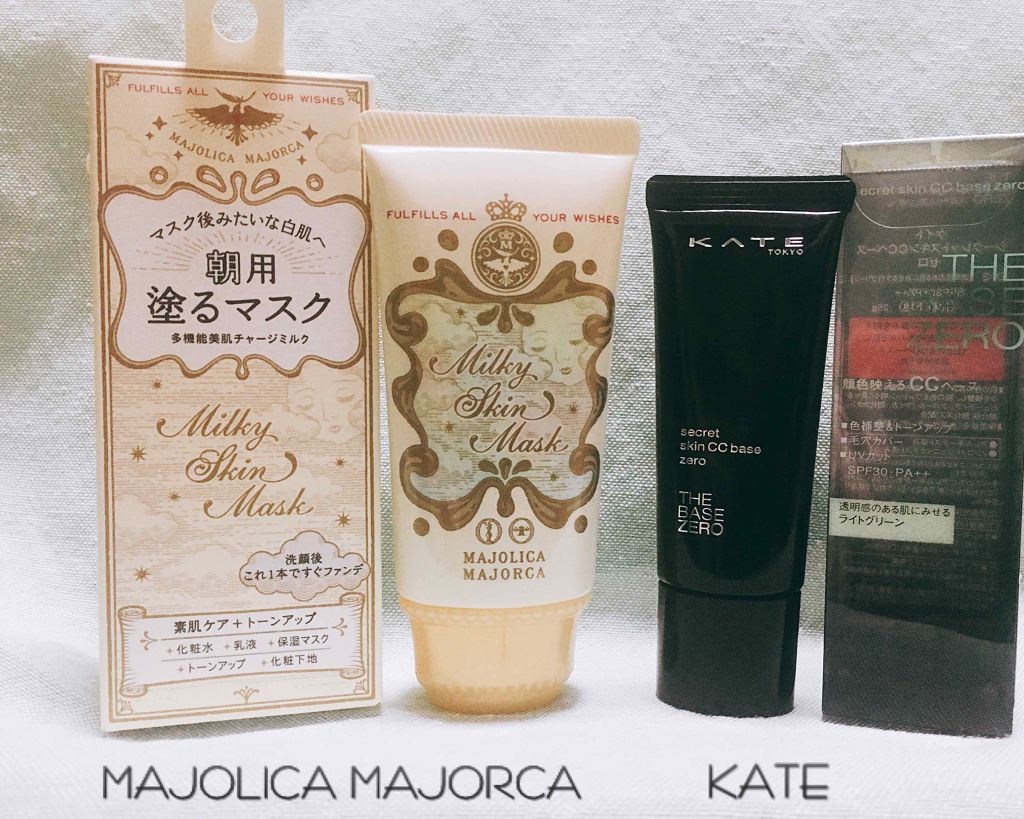 FULFILLS ALL YOUR WISHES
MAJOLICA MAJORCA
マスク後みたいな白肌へ
朝用
塗るマスク
多機能美肌チャージミルク
Milky
Skin
Mask
洗顔後
これ1本ですぐファンデ
素肌ケア+トーンアップ
+化粧水 +乳液 +保湿マスク
+トーンアップ +化粧下地
FULFILLS ALL YOUR WISHES
M
Milky
Skin
Mask
MAJOLICA
MAJORCA
KATE
TOKYO
secret
skin CC base
zero
THE
BASE
ZERO
secret skin CC base zero
THE
BASE
ZERO
顔色映えるCCベース
■色補整&トーンアップ
■毛穴カバー
■UVカット
SPF30・PA++
透明感のある肌にみせる
ライトグリーン
MAJOLICA MAJORCA
KATE